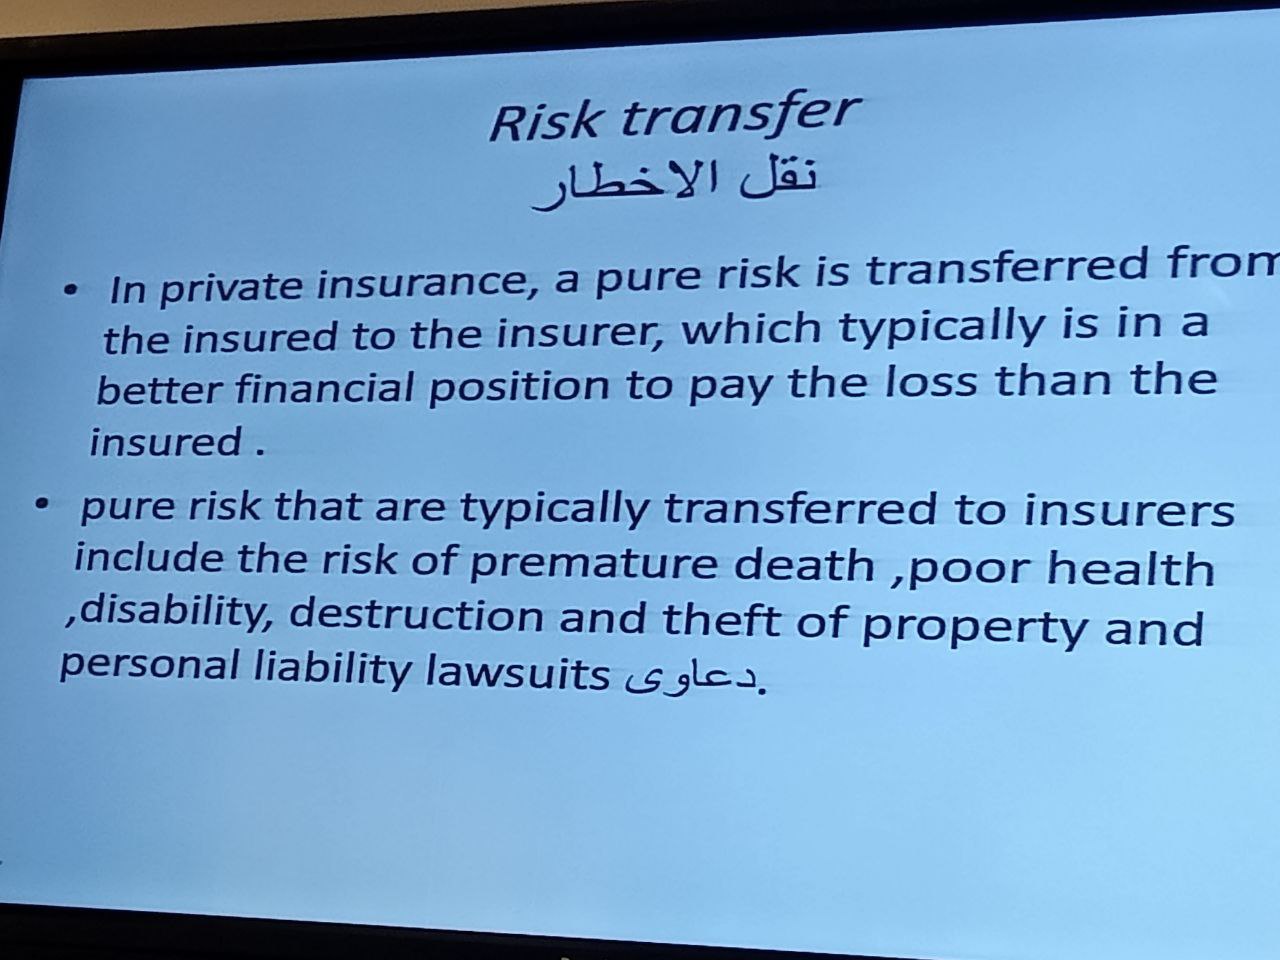 Risk transfer
نقل الاخطار
• In private insurance, a pure risk is transferred from
the insured to the insurer, which typically is in a
better financial position to pay the loss than the
insured .
• pure risk that are typically transferred to insurers
include the risk of premature death ,poor health
,disability, destruction and theft of property and
personal liability lawsuits دعاوى.